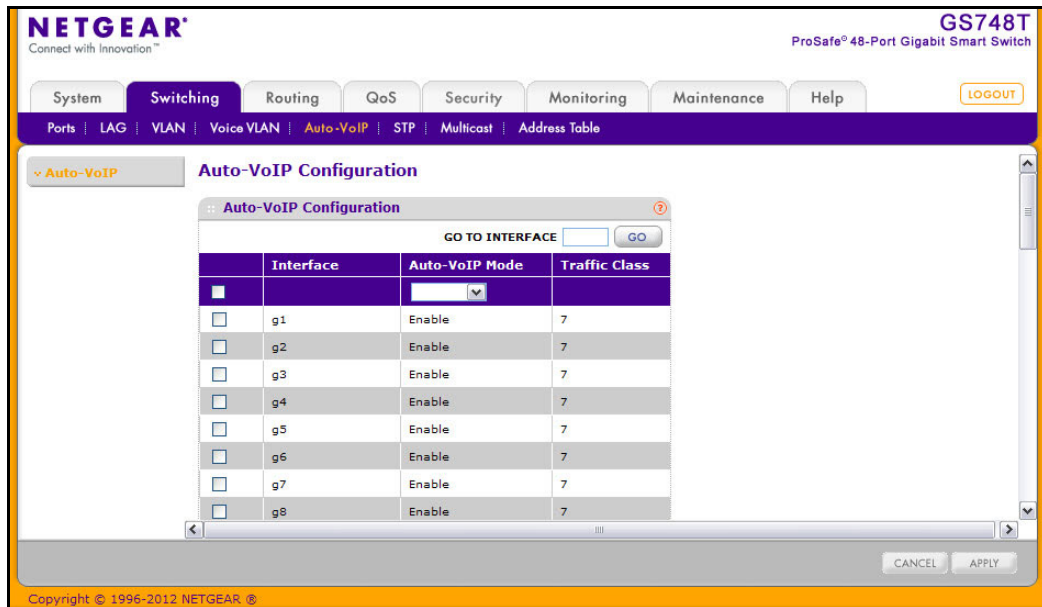 NETGEAR®
Connect with Innovation™
GS748T
ProSafe® 48-Port Gigabit Smart Switch
System Switching Routing QoS Security Monitoring Maintenance Help LOGOUT
Ports LAG VLAN Voice VLAN Auto-VoIP STP Multicast Address Table
Auto-VoIP
Auto-VoIP Configuration
Auto-VoIP Configuration ?
GO TO INTERFACE GO
Interface Auto-VoIP Mode Traffic Class
g1 Enable 7
g2 Enable 7
g3 Enable 7
g4 Enable 7
g5 Enable 7
g6 Enable 7
g7 Enable 7
g8 Enable 7
CANCEL APPLY
Copyright © 1996-2012 NETGEAR ®